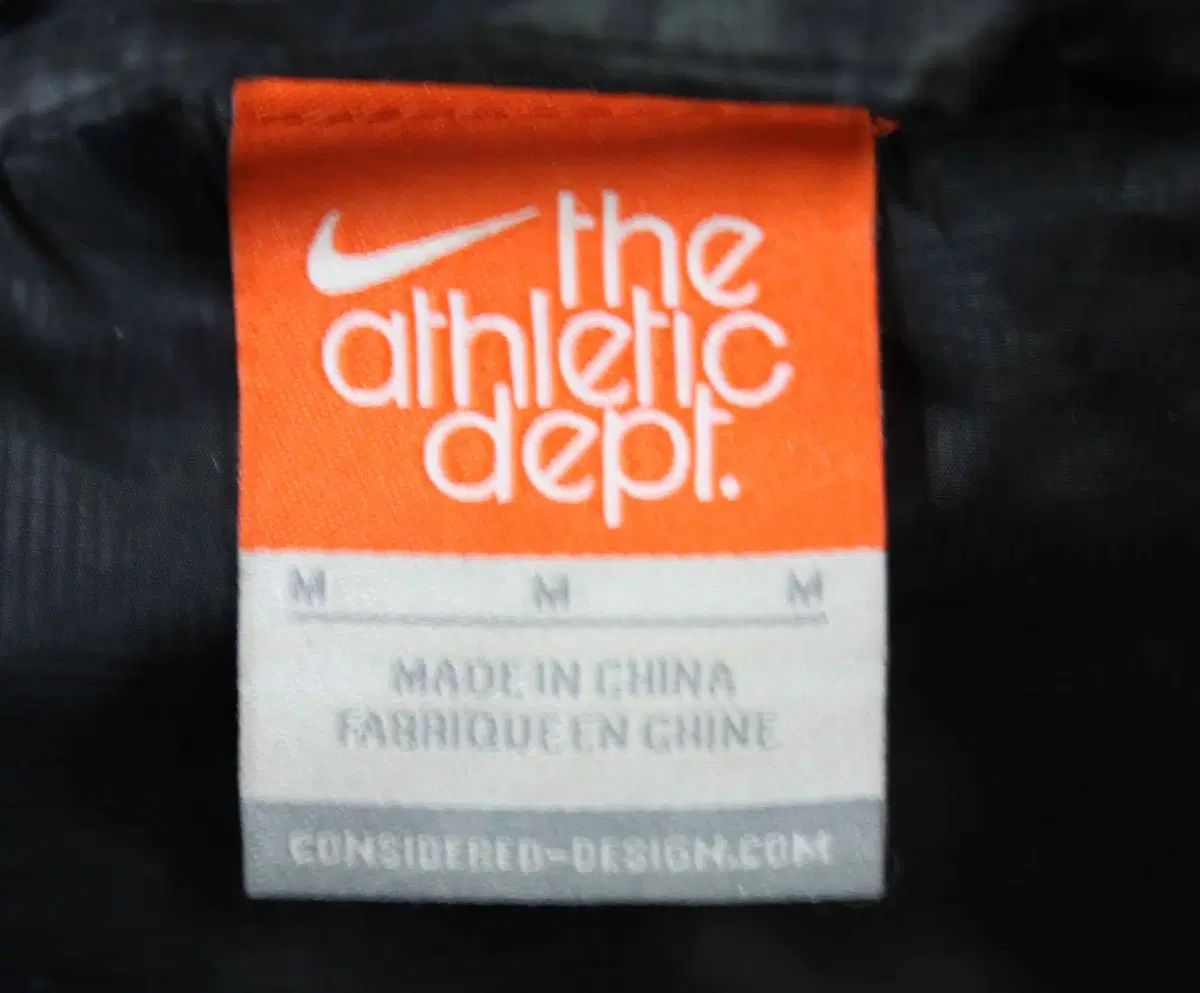 the
athletic
dept.
M M M
MADE IN CHINA
FABRIQUE EN CHINE
CONSIDERED-DESIGN.COM